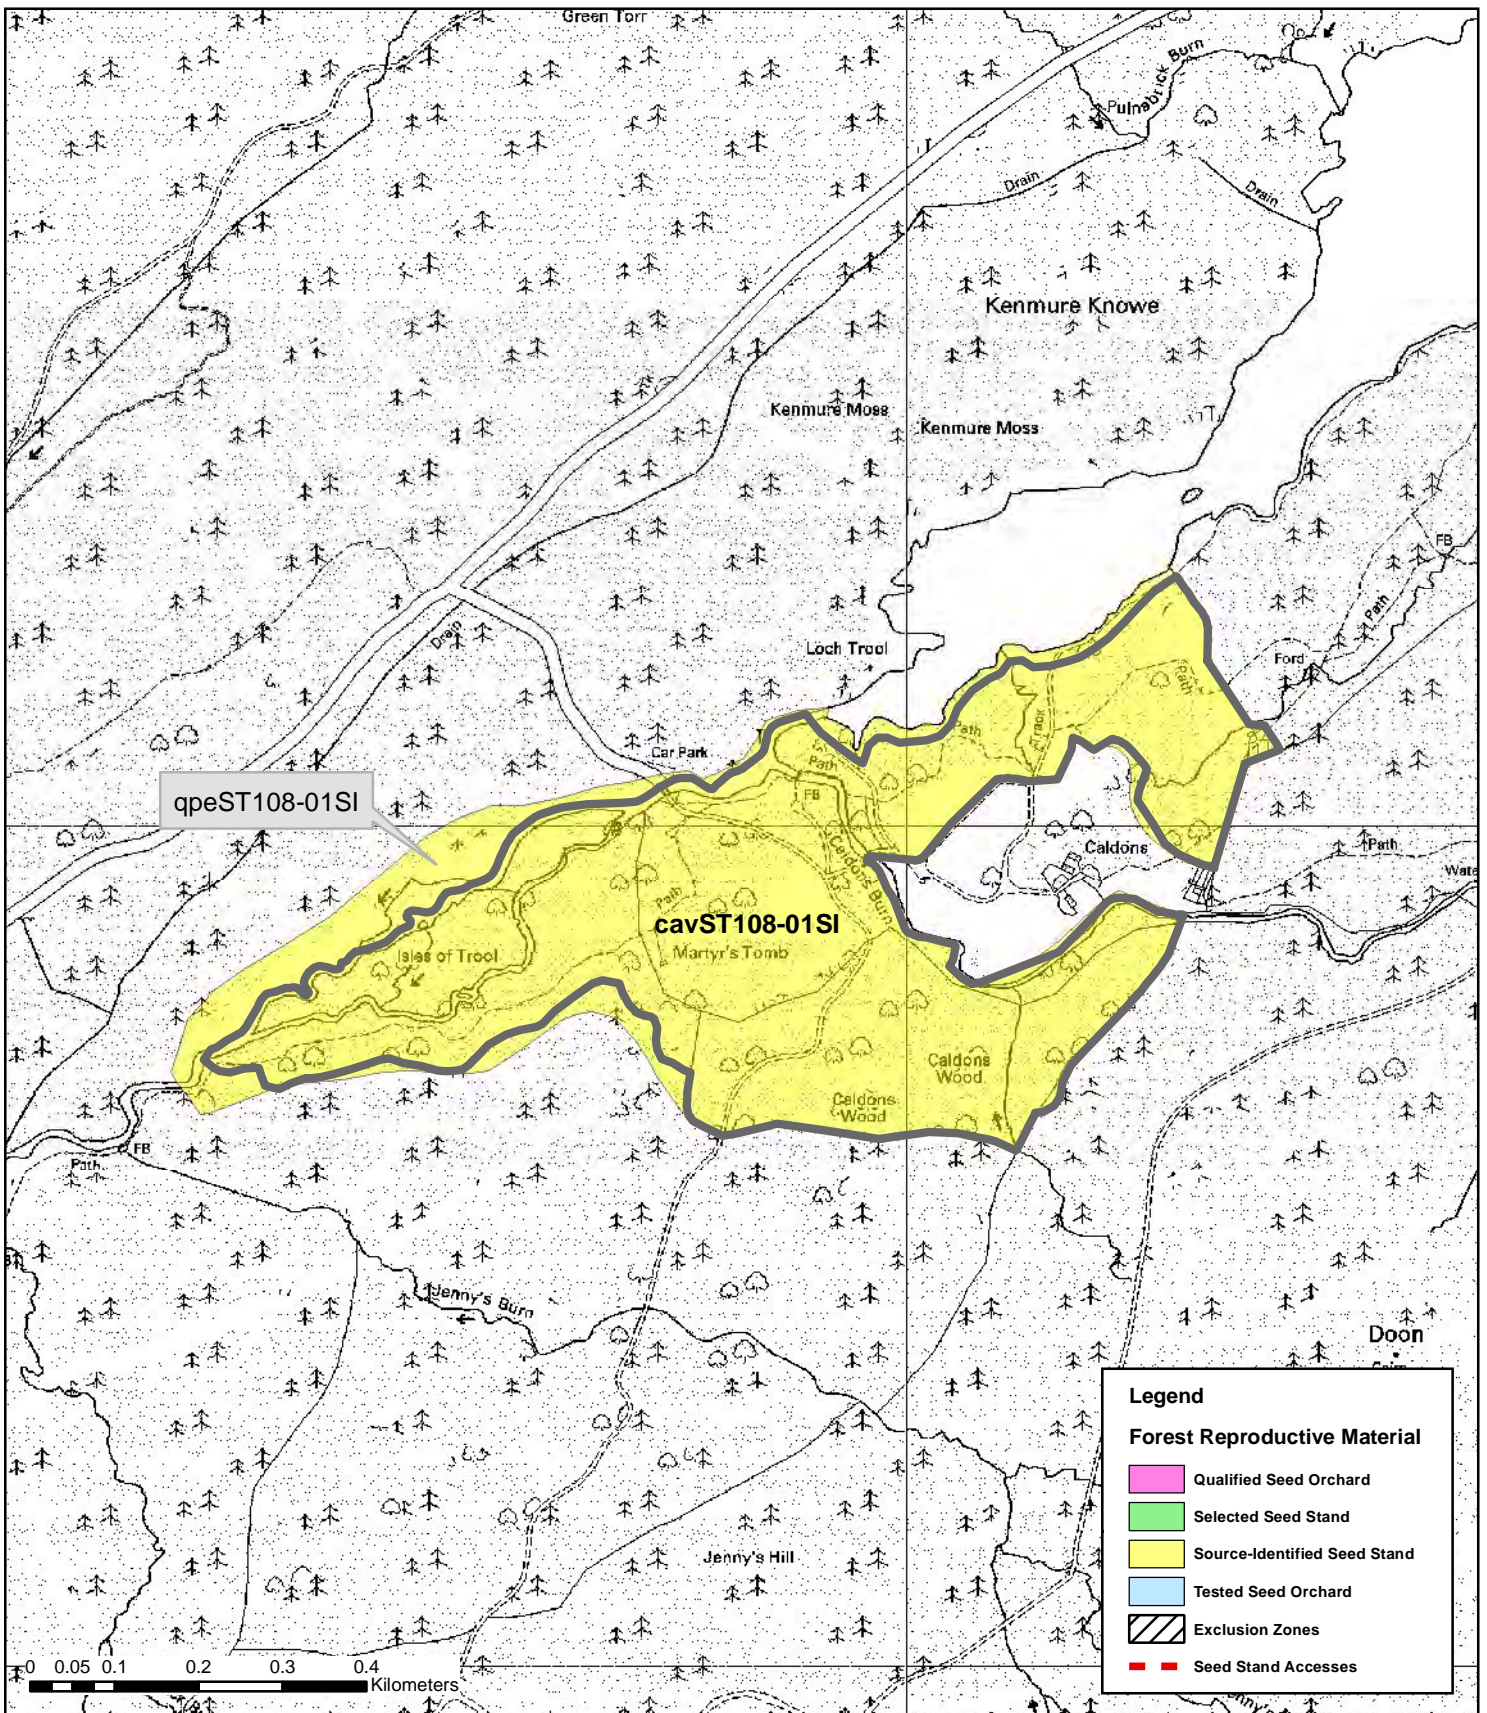 Green Torr
Pulnabrick Burn
Drain
Drain
Kenmure Knowe
Kenmure Moss
Kenmure Moss
FB
Path
Drain
Loch Trool
Ford
Path
Path
Track
Car Park
Path
qpeST108-01SI
FB
Caldons
Path
Caldons Burn
Path
cavST108-01SI
Martyr's Tomb
Isles of Trool
Caldons
Wood
Caldons
Wood
FB
Path
Jenny's Burn
Doon
Jenny's Hill
Legend
Forest Reproductive Material
Qualified Seed Orchard
Selected Seed Stand
Source-Identified Seed Stand
Tested Seed Orchard
Exclusion Zones
Seed Stand Accesses
0 0.05 0.1 0.2 0.3 0.4
Kilometers